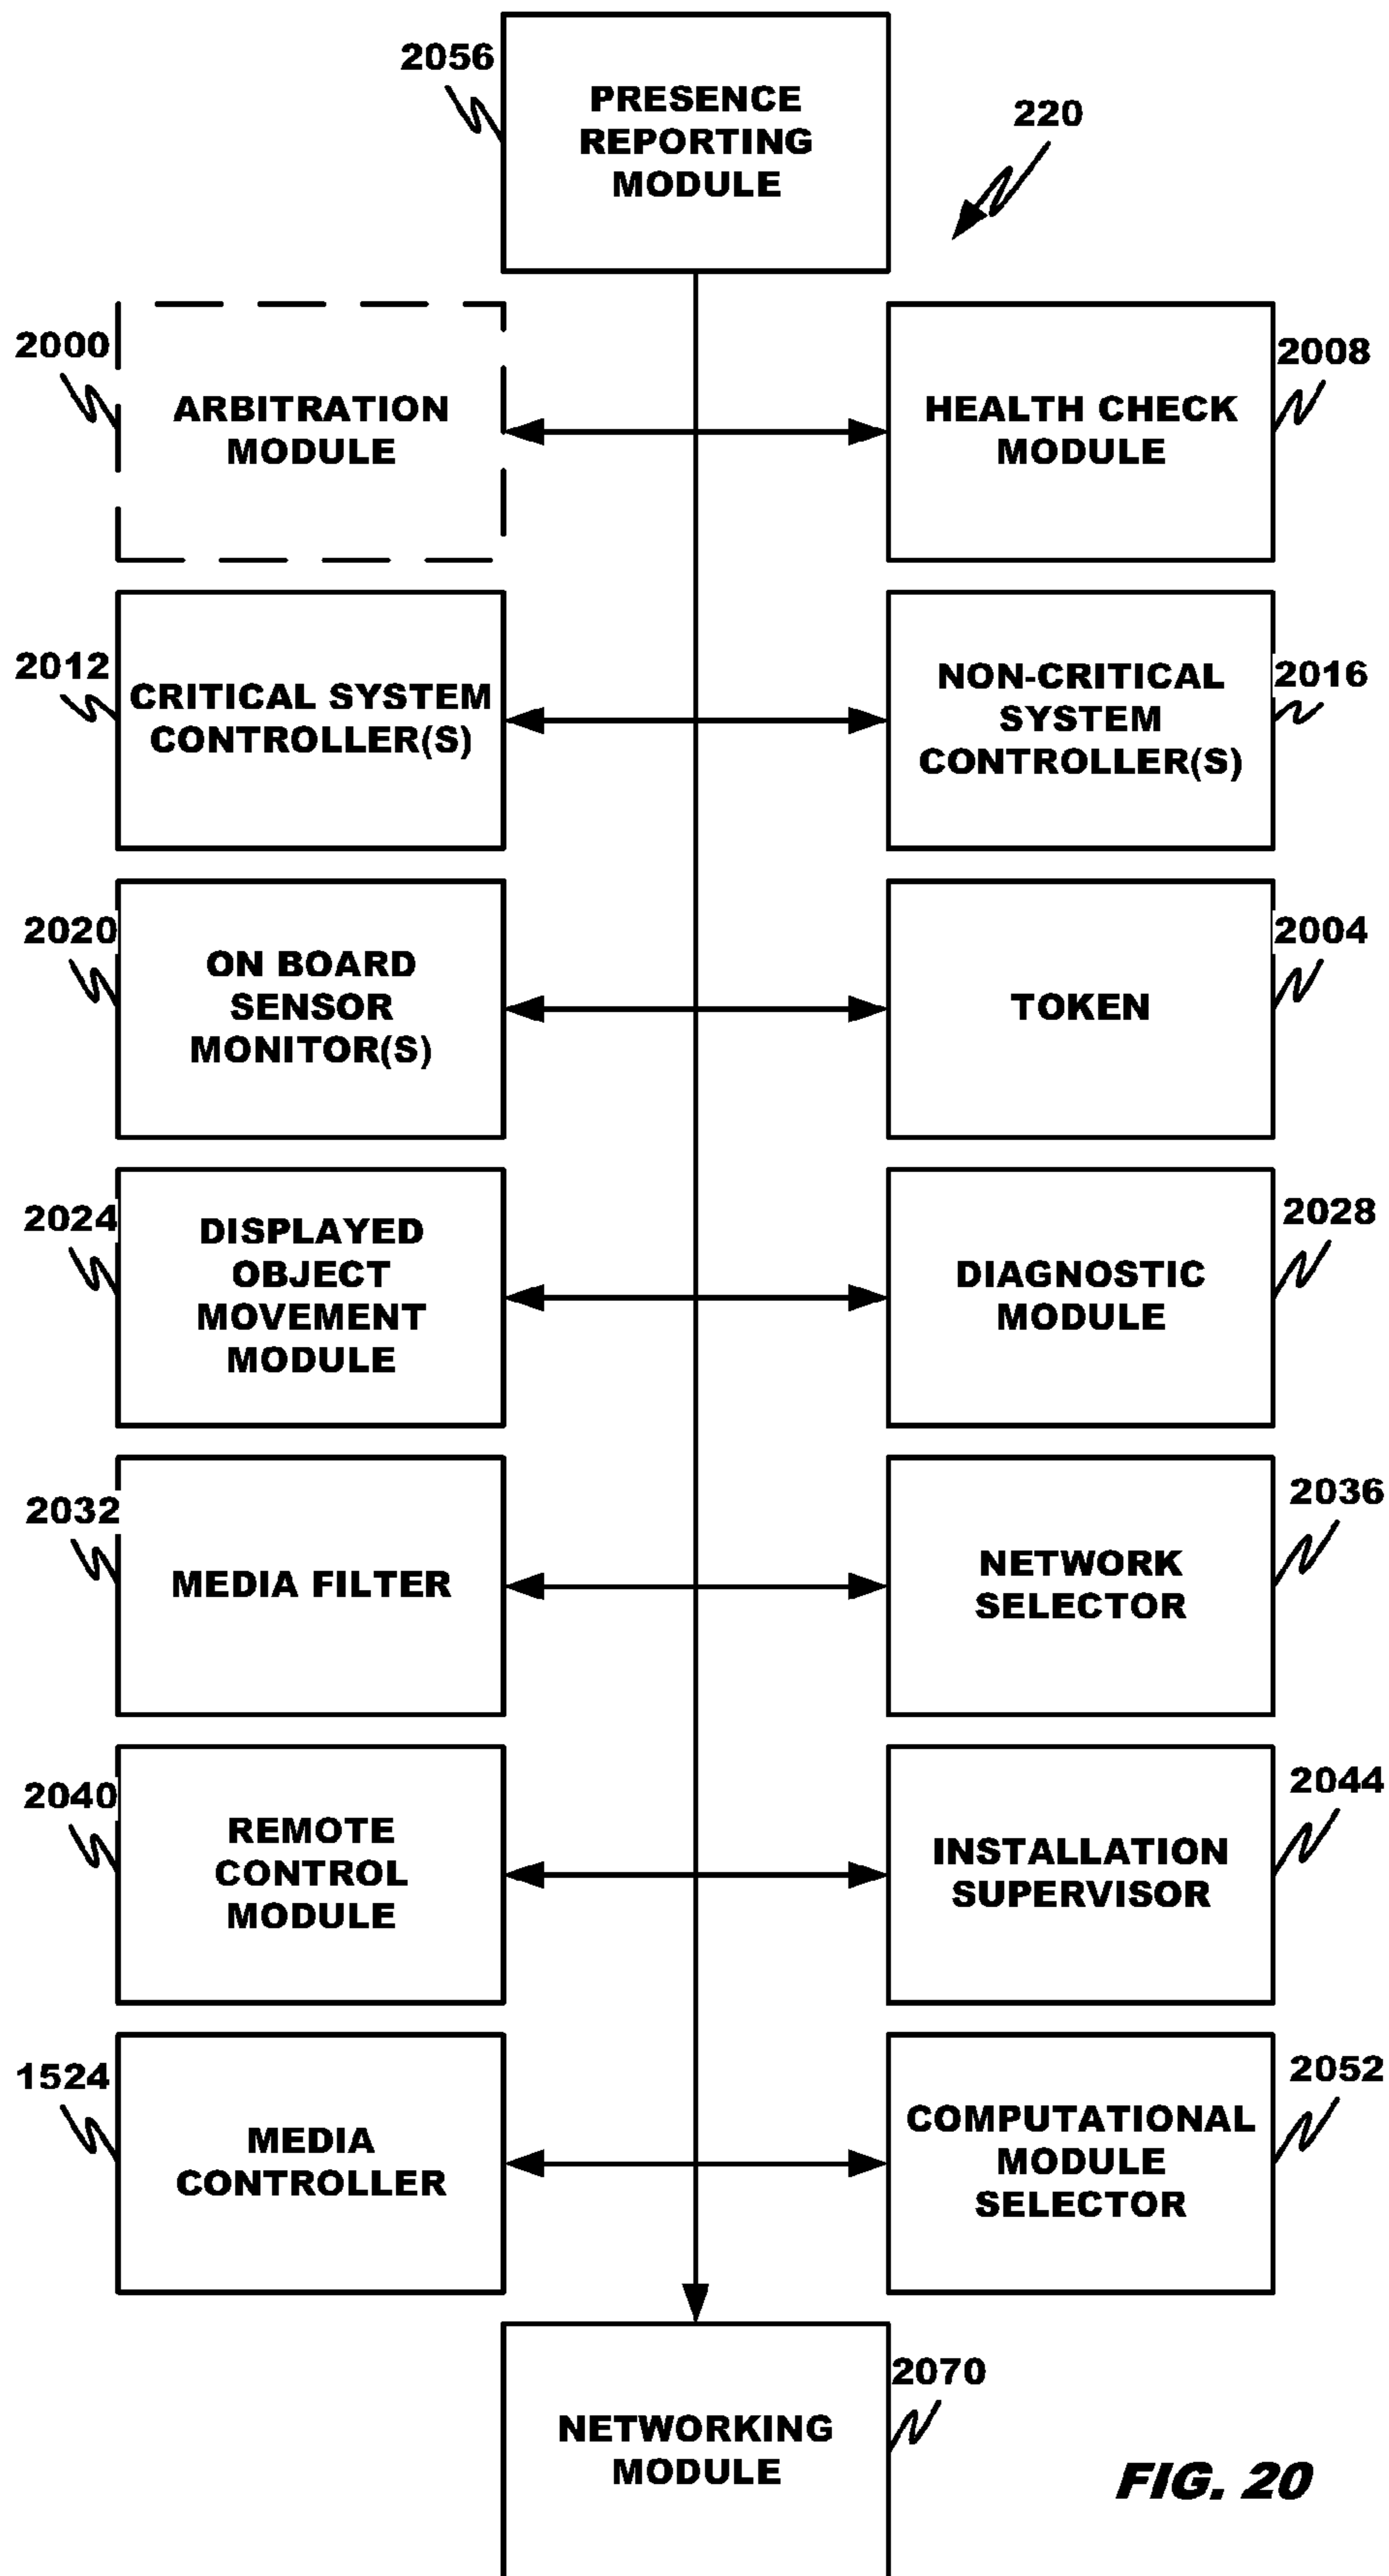 2056
PRESENCE
REPORTING
MODULE
220
2000
ARBITRATION
MODULE
HEALTH CHECK
MODULE
2008
2012
CRITICAL SYSTEM
CONTROLLER(S)
NON-CRITICAL
SYSTEM
CONTROLLER(S)
2016
2020
ON BOARD
SENSOR
MONITOR(S)
TOKEN
2004
2024
DISPLAYED
OBJECT
MOVEMENT
MODULE
DIAGNOSTIC
MODULE
2028
2032
MEDIA FILTER
NETWORK
SELECTOR
2036
2040
REMOTE
CONTROL
MODULE
INSTALLATION
SUPERVISOR
2044
1524
MEDIA
CONTROLLER
COMPUTATIONAL
MODULE
SELECTOR
2052
NETWORKING
MODULE
2070
FIG. 20